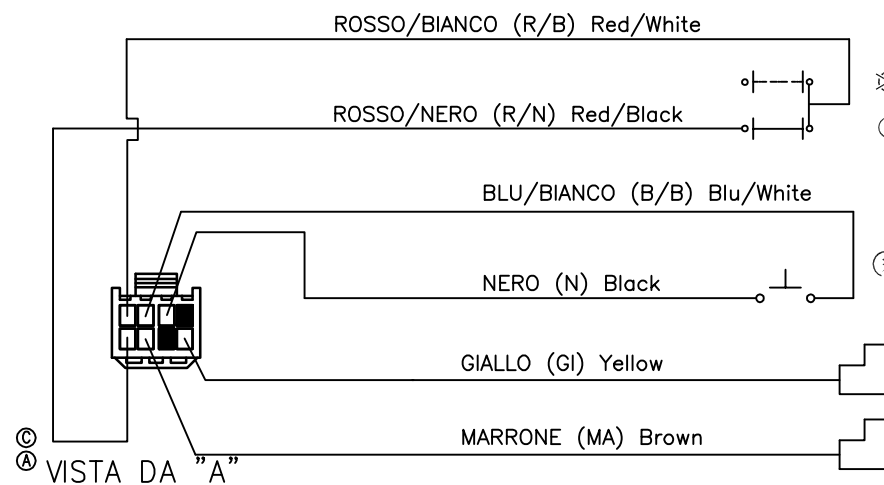 ROSSO/BIANCO (R/B) Red/White
ROSSO/NERO (R/N) Red/Black
BLU/BIANCO (B/B) Blu/White
NERO (N) Black
GIALLO (GI) Yellow
MARRONE (MA) Brown
C
A
VISTA DA "A"